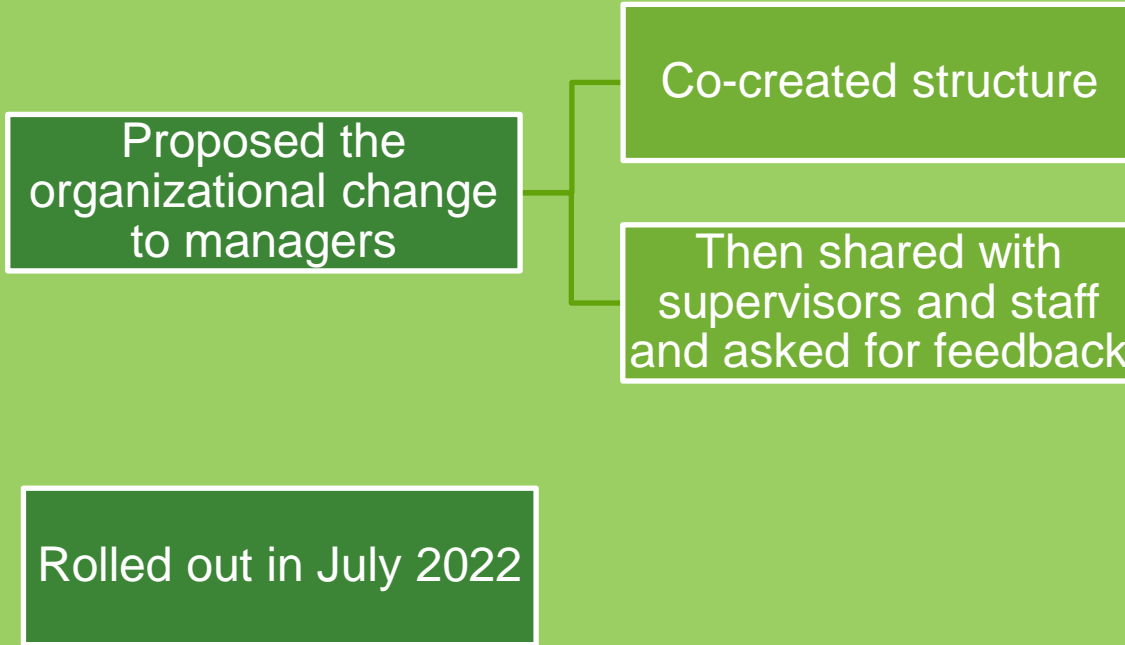 Proposed the
organizational change
to managers
Co-created structure
Then shared with
supervisors and staff
and asked for feedback
Rolled out in July 2022